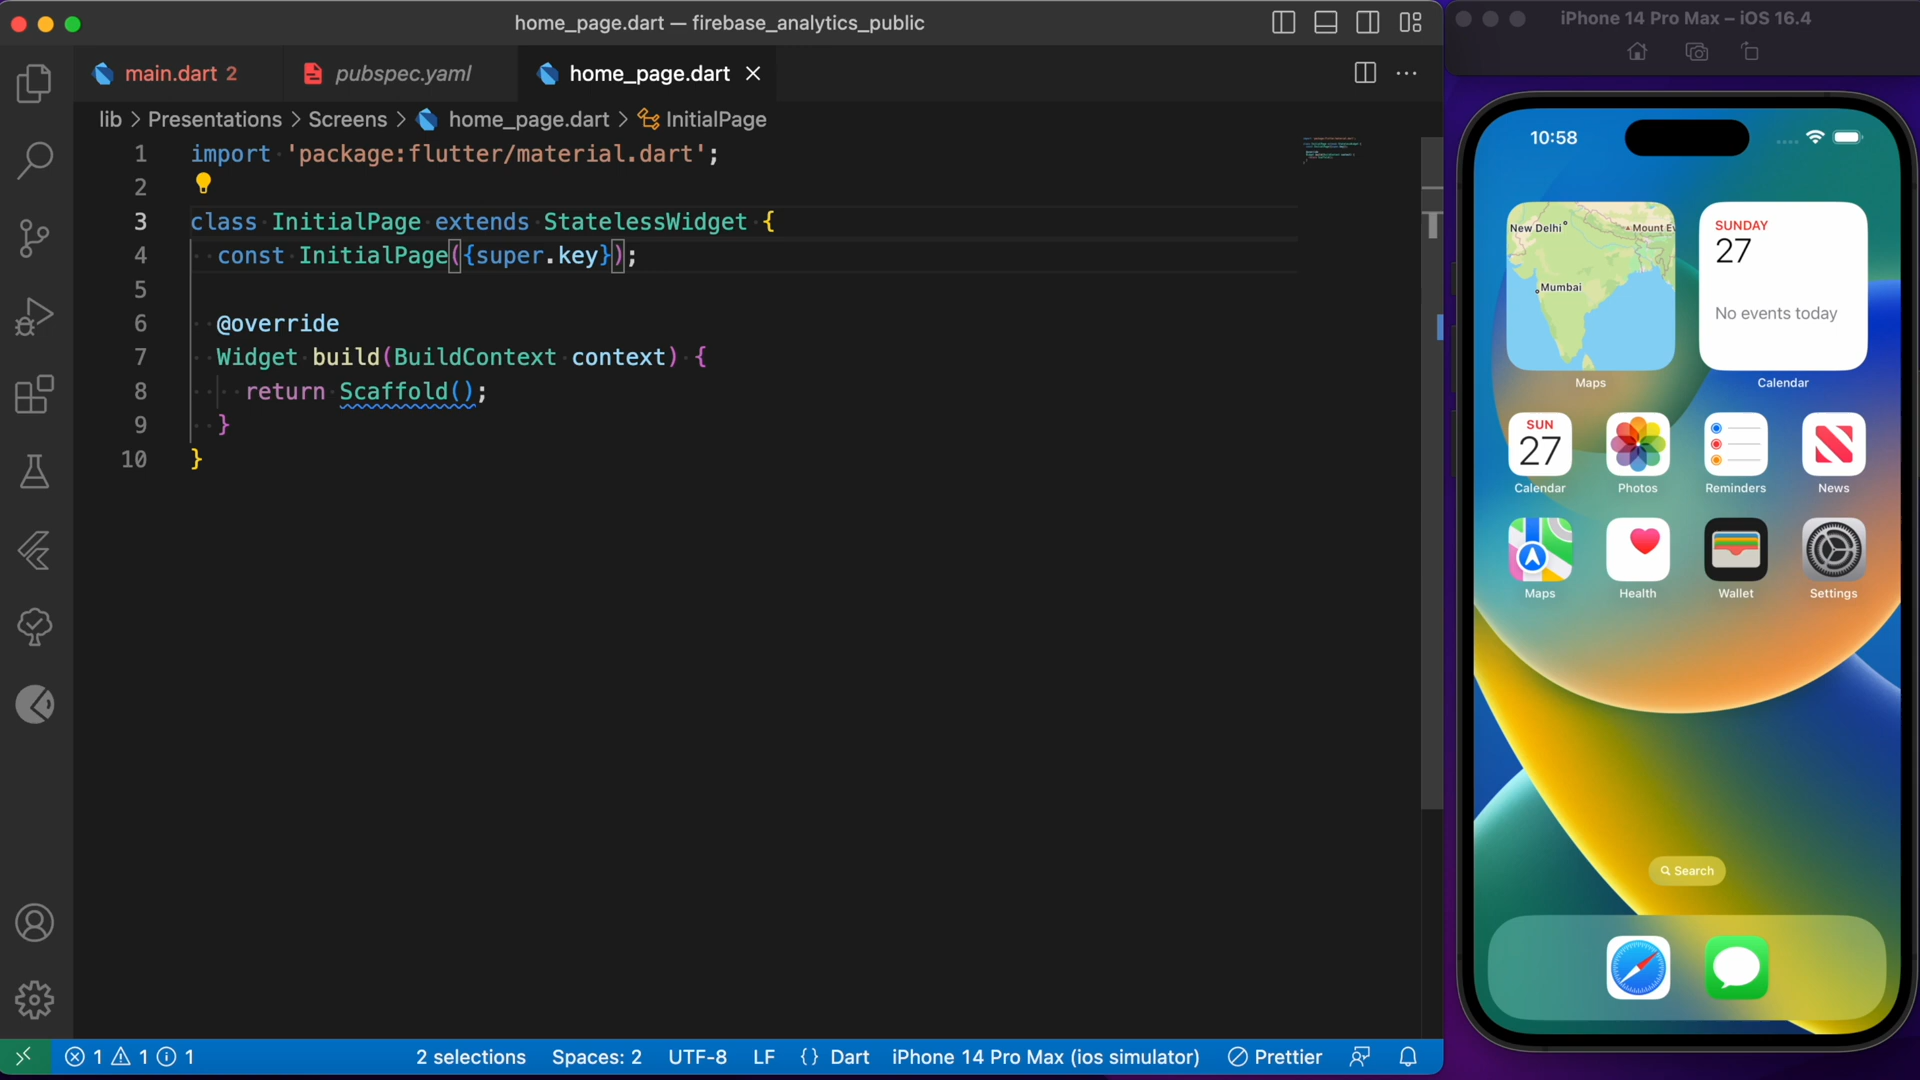 home_page.dart — firebase_analytics_public
main.dart 2
pubspec.yaml
home_page.dart
lib > Presentations > Screens > home_page.dart > InitialPage
1 import 'package:flutter/material.dart';
2
3 class InitialPage extends StatelessWidget {
4 const InitialPage({super.key});
5
6 @override
7 Widget build(BuildContext context) {
8 return Scaffold();
9 }
10 }
1 1 1
2 selections
Spaces: 2
UTF-8
LF
{} Dart
iPhone 14 Pro Max (ios simulator)
Prettier
iPhone 14 Pro Max – iOS 16.4
10:58
New Delhi
Mount Ev
Mumbai
Maps
SUNDAY
27
No events today
Calendar
SUN
27
Calendar
Photos
Reminders
News
Maps
Health
Wallet
Settings
Search